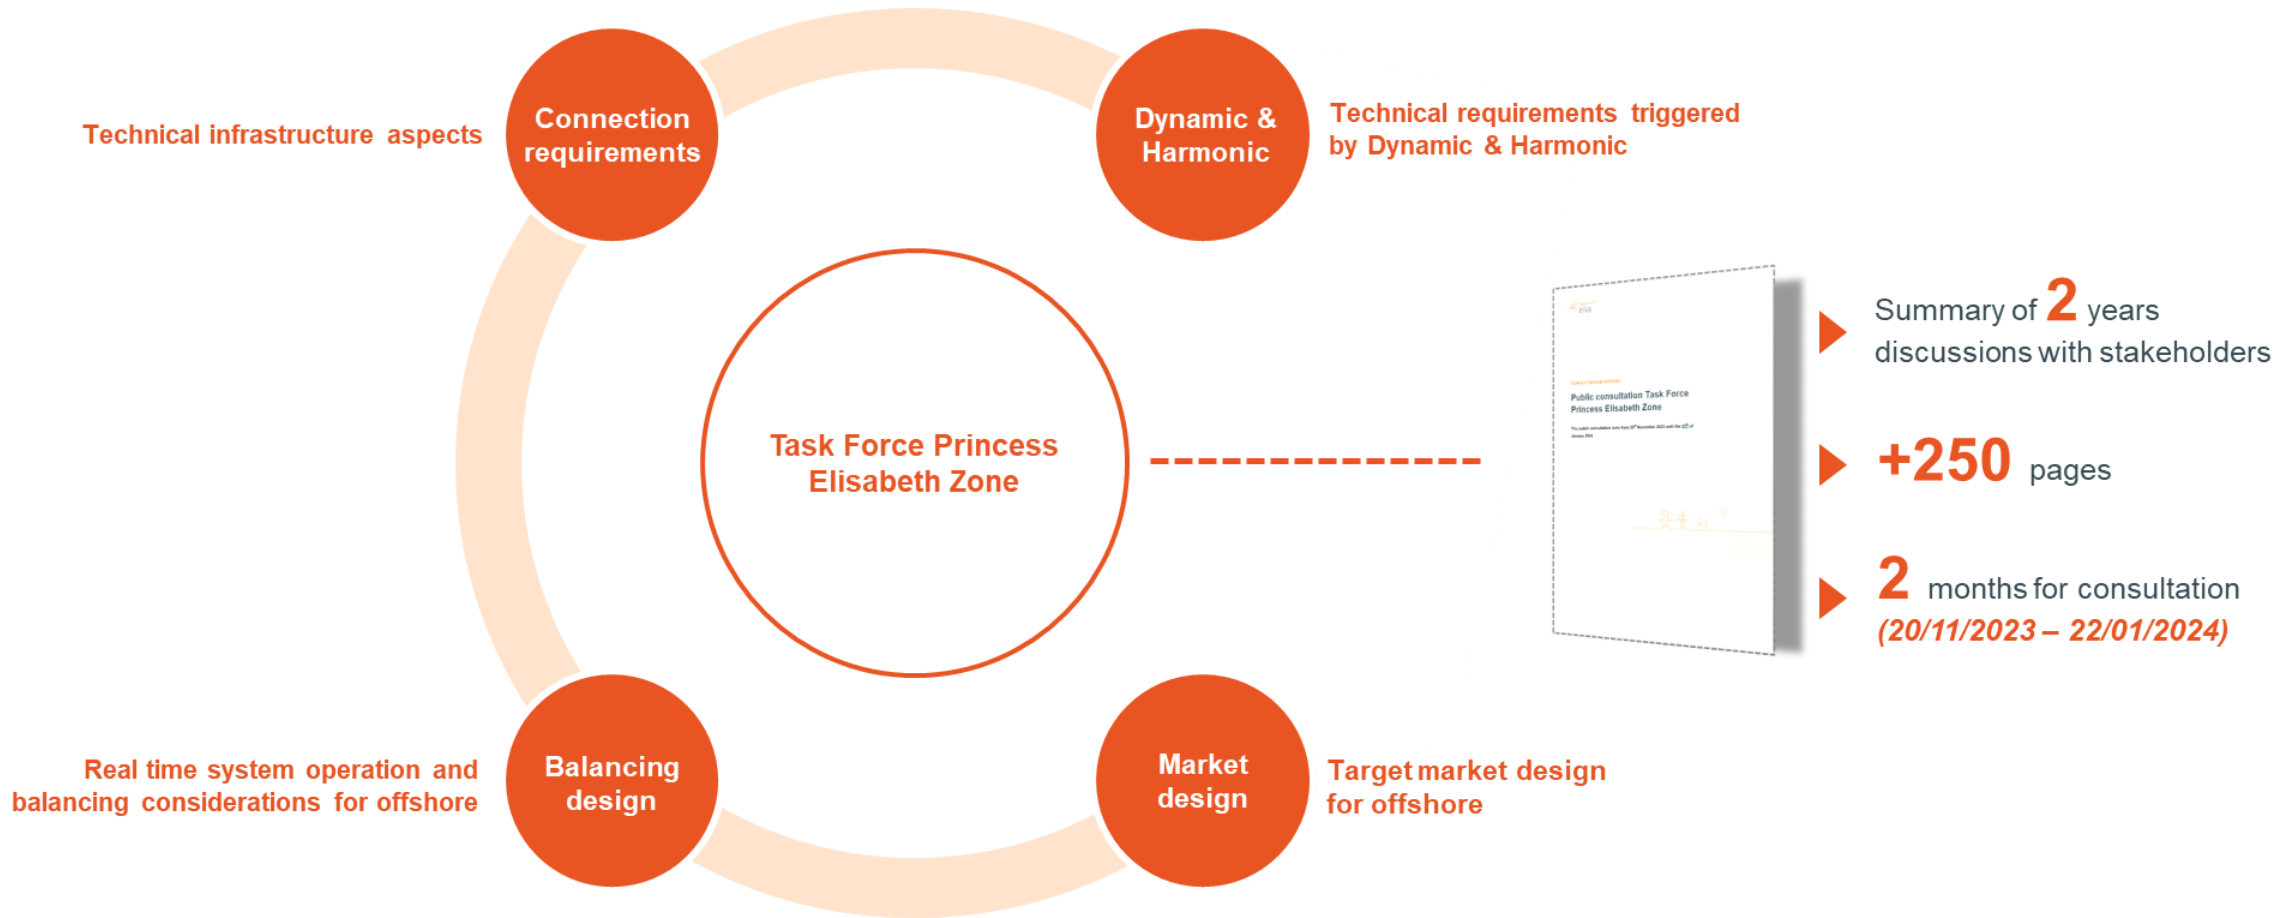 Technical infrastructure aspects
Connection
requirements
Dynamic &
Harmonic
Technical requirements triggered
by Dynamic & Harmonic
Task Force Princess
Elisabeth Zone
elia
CONSULTATION REPORT
Public consultation Task Force
Princess Elisabeth Zone
Summary of 2 years
discussions with stakeholders
+250 pages
2 months for consultation
(20/11/2023 – 22/01/2024)
Real time system operation and
balancing considerations for offshore
Balancing
design
Market
design
Target market design
for offshore